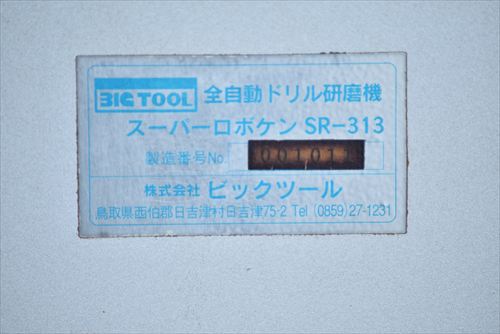 BIG TOOL 全自動ドリル研磨機
スーパーロボケン SR-313
製造番号No
株式会社 ビックツール
鳥取県西伯郡日吉津村日吉津75-2 Tel (0859)27-1231